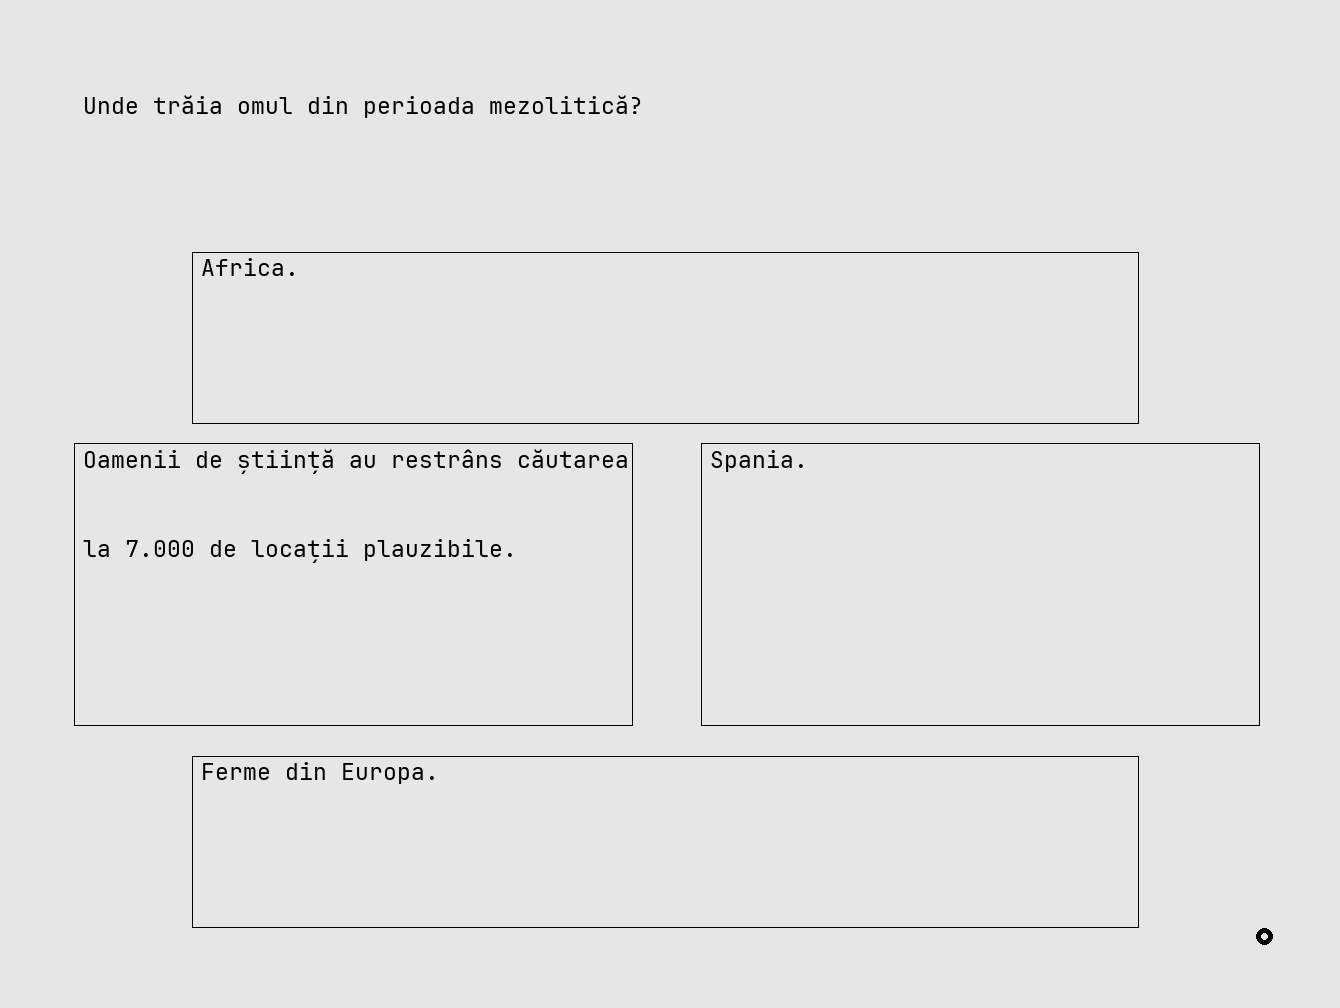 Unde trăia omul din perioada mezolitică?
Africa.
Oamenii de știință au restrâns căutarea
la 7.000 de locații plauzibile.
Spania.
Ferme din Europa.